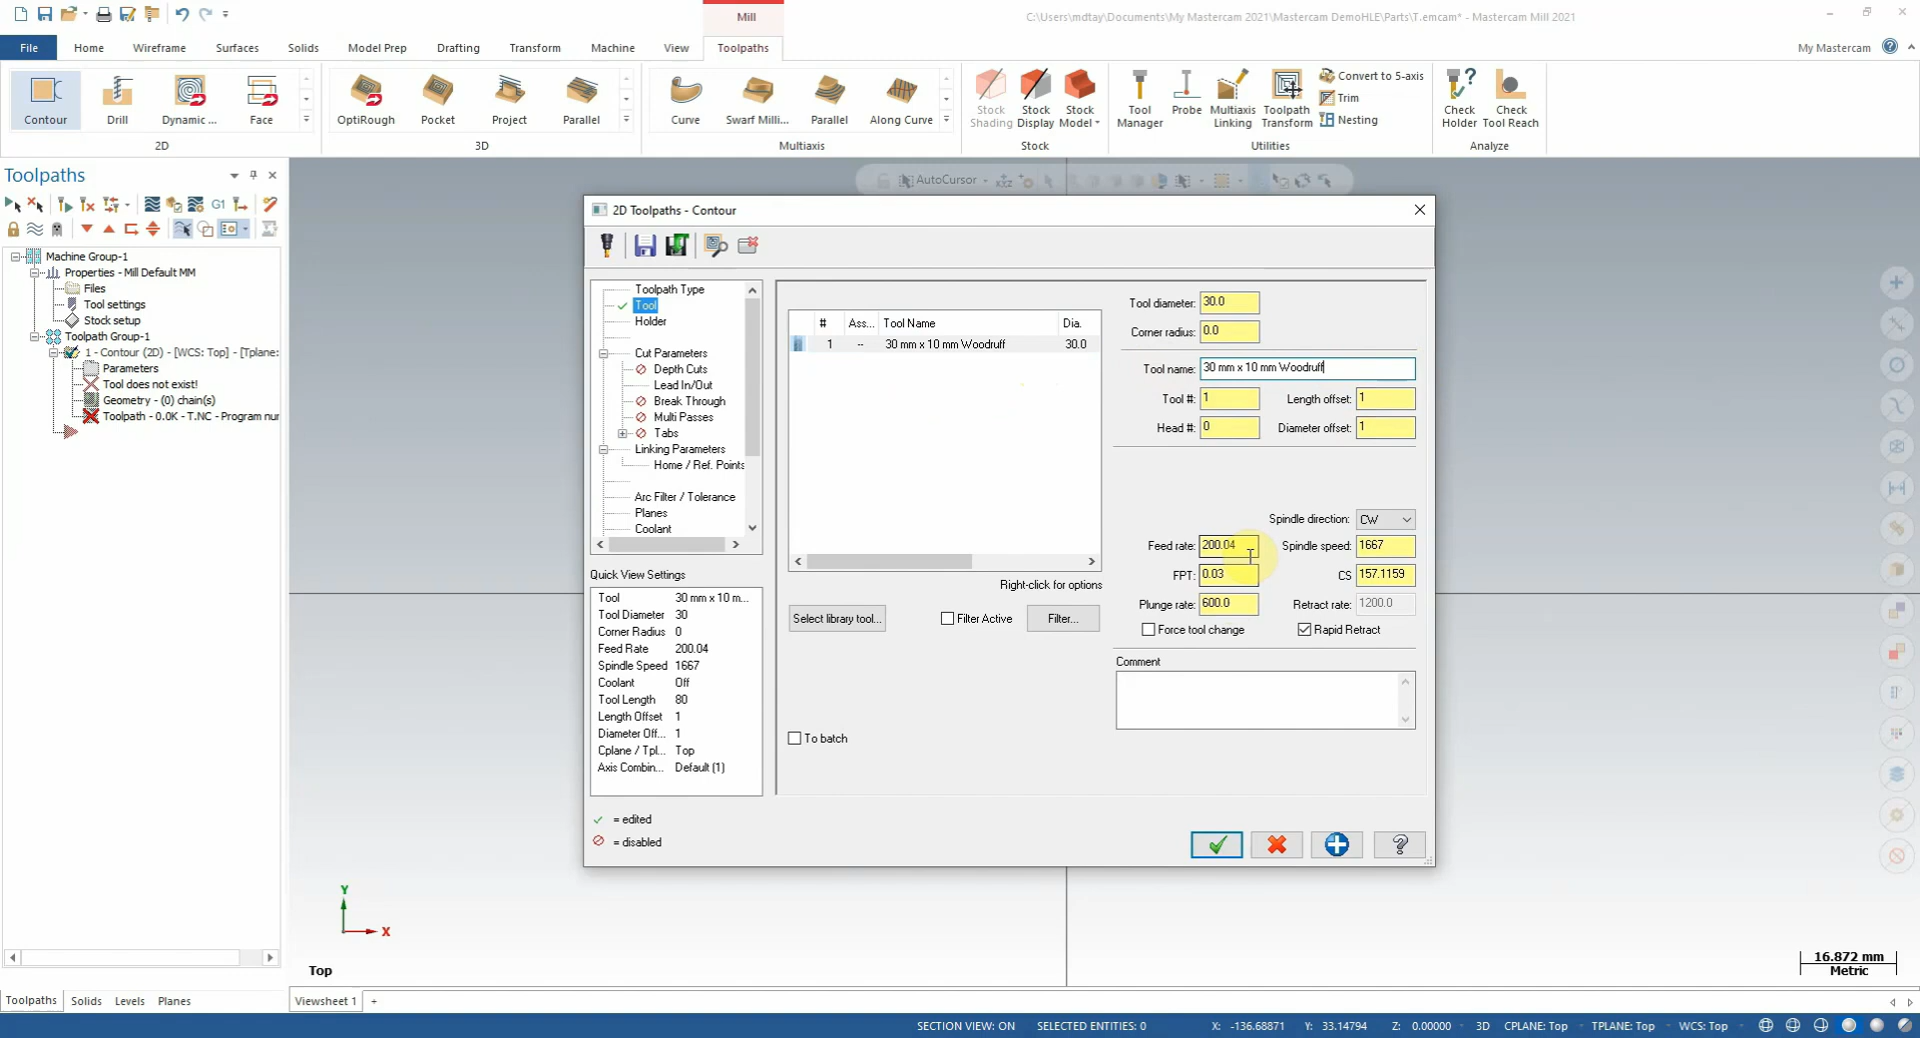 Mill
C:\Users\mdtay\Documents\My Mastercam 2021\Mastercam DemoHLE\Parts\T.emcam* - Mastercam Mill 2021
File
Home
Wireframe
Surfaces
Solids
Model Prep
Drafting
Transform
Machine
View
Toolpaths
My Mastercam
Contour
Drill
Dynamic ...
Face
2D
OptiRough
Pocket
Project
Parallel
3D
Curve
Swarf Milli...
Parallel
Along Curve
Multiaxis
Stock
Shading
Stock
Display
Stock
Model
Stock
Tool
Manager
Probe
Multiaxis
Linking
Toolpath
Transform
Convert to 5-axis
Trim
Nesting
Utilities
Check
Holder
Check
Tool Reach
Analyze
Toolpaths
G1
Machine Group-1
Properties - Mill Default MM
Files
Tool settings
Stock setup
Toolpath Group-1
1 - Contour (2D) - [WCS: Top] - [Tplane:
Parameters
Tool does not exist!
Geometry - (0) chain(s)
Toolpath - 0.0K - T.NC - Program nur
AutoCursor
2D Toolpaths - Contour
Toolpath Type
Tool
Holder
Cut Parameters
Depth Cuts
Lead In/Out
Break Through
Multi Passes
Tabs
Linking Parameters
Home / Ref. Points
Arc Filter / Tolerance
Planes
Coolant
Quick View Settings
Tool 30 mm x 10 m...
Tool Diameter 30
Corner Radius 0
Feed Rate 200.04
Spindle Speed 1667
Coolant Off
Tool Length 80
Length Offset 1
Diameter Off... 1
Cplane / Tpl... Top
Axis Combin... Default (1)
= edited
= disabled
# Ass... Tool Name Dia.
1 -- 30 mm x 10 mm Woodruff 30.0
Right-click for options
Select library tool...
Filter Active
Filter...
To batch
Tool diameter: 30.0
Corner radius: 0.0
Tool name: 30 mm x 10 mm Woodruff
Tool #: 1 Length offset: 1
Head #: 0 Diameter offset: 1
Spindle direction: CW
Feed rate: 200.04 Spindle speed: 1667
FPT: 0.03 CS 157.1159
Plunge rate: 600.0 Retract rate: 1200.0
Force tool change Rapid Retract
Comment
Y
X
Top
16.872 mm
Metric
Toolpaths
Solids
Levels
Planes
Viewsheet 1
+
SECTION VIEW: ON SELECTED ENTITIES: 0 X: -136.68871 Y: 33.14794 Z: 0.00000 3D CPLANE: Top TPLANE: Top WCS: Top